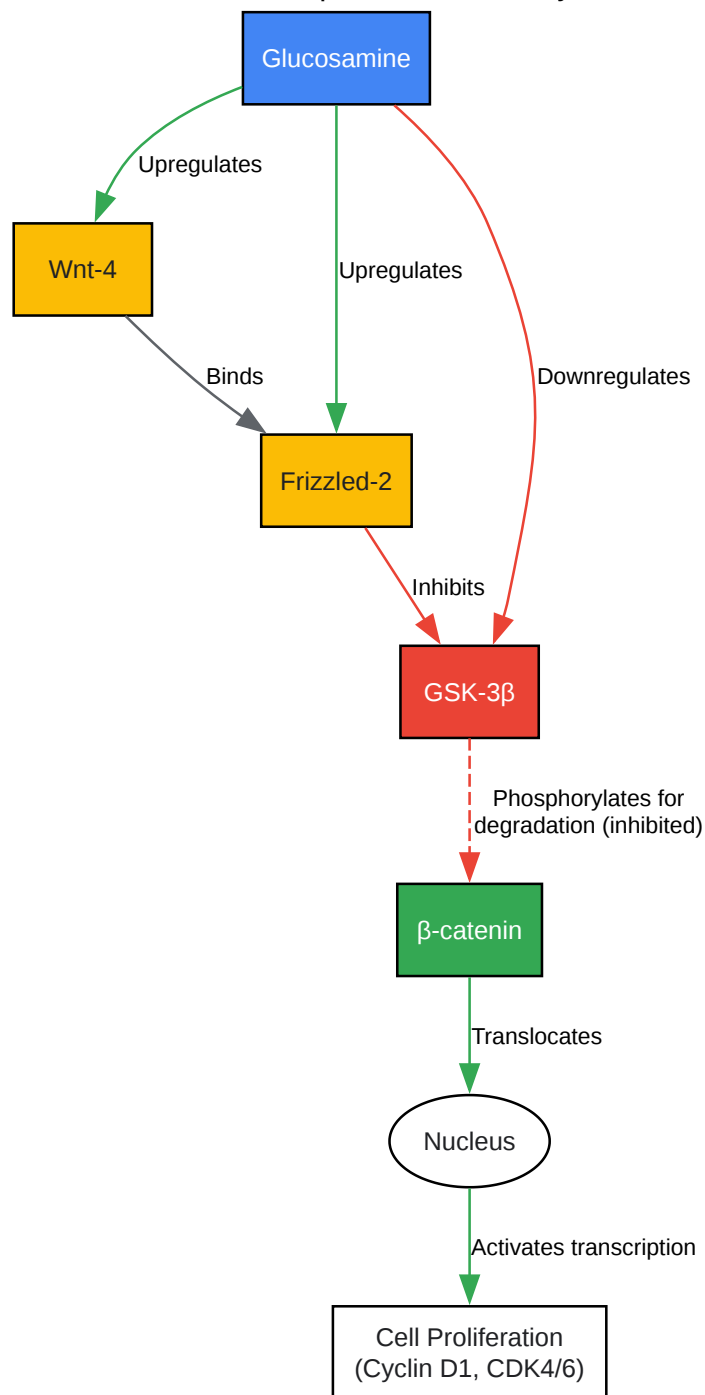 Glucosamine
Upregulates
Wnt-4
Upregulates
Binds
Downregulates
Frizzled-2
Inhibits
GSK-3β
Phosphorylates for
degradation (inhibited)
β-catenin
Translocates
Nucleus
Activates transcription
Cell Proliferation
(Cyclin D1, CDK4/6)